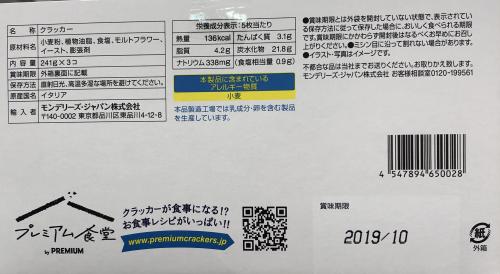 名称 クラッカー
原材料名 小麦粉、植物油脂、食塩、モルトフラワー、
イースト、膨張剤
内容量 241g×3コ
賞味期限 外箱裏面に記載
保存方法 直射日光、高温多湿な場所を避けてください。
原産国名 イタリア
輸入者 モンデリーズ・ジャパン株式会社
〒140-0002 東京都品川区東品川4-12-8
栄養成分表示:5枚当たり
熱量 136kcal たんぱく質 3.1g
脂質 4.2g 炭水化物 21.8g
ナトリウム 338mg (食塩相当量 0.9g)
本製品に含まれている
アレルギー物質
小麦
本品製造工場では乳成分・卵を含む製品
を生産しています。
●賞味期限とは外袋を開封していない状態で、表示されてい
る保存方法に従って保存した場合に、おいしく食べられる
期限です。期限にかかわらず開封後はなるべくお早めにお召
し上がりください。●ミシン目に沿って割れない場合があります。
●イラスト・写真はイメージです。
不都合な品は当社までお送りください。お取り替えいたします。
モンデリーズ・ジャパン株式会社 お客様相談室 0120-199561
4 547894 650028
プレミアム食堂
by PREMIUM
クラッカーが食事になる!?
お食事レシピがいっぱい!!
www.premiumcrackers.jp
賞味期限
2019/10
紙
外箱